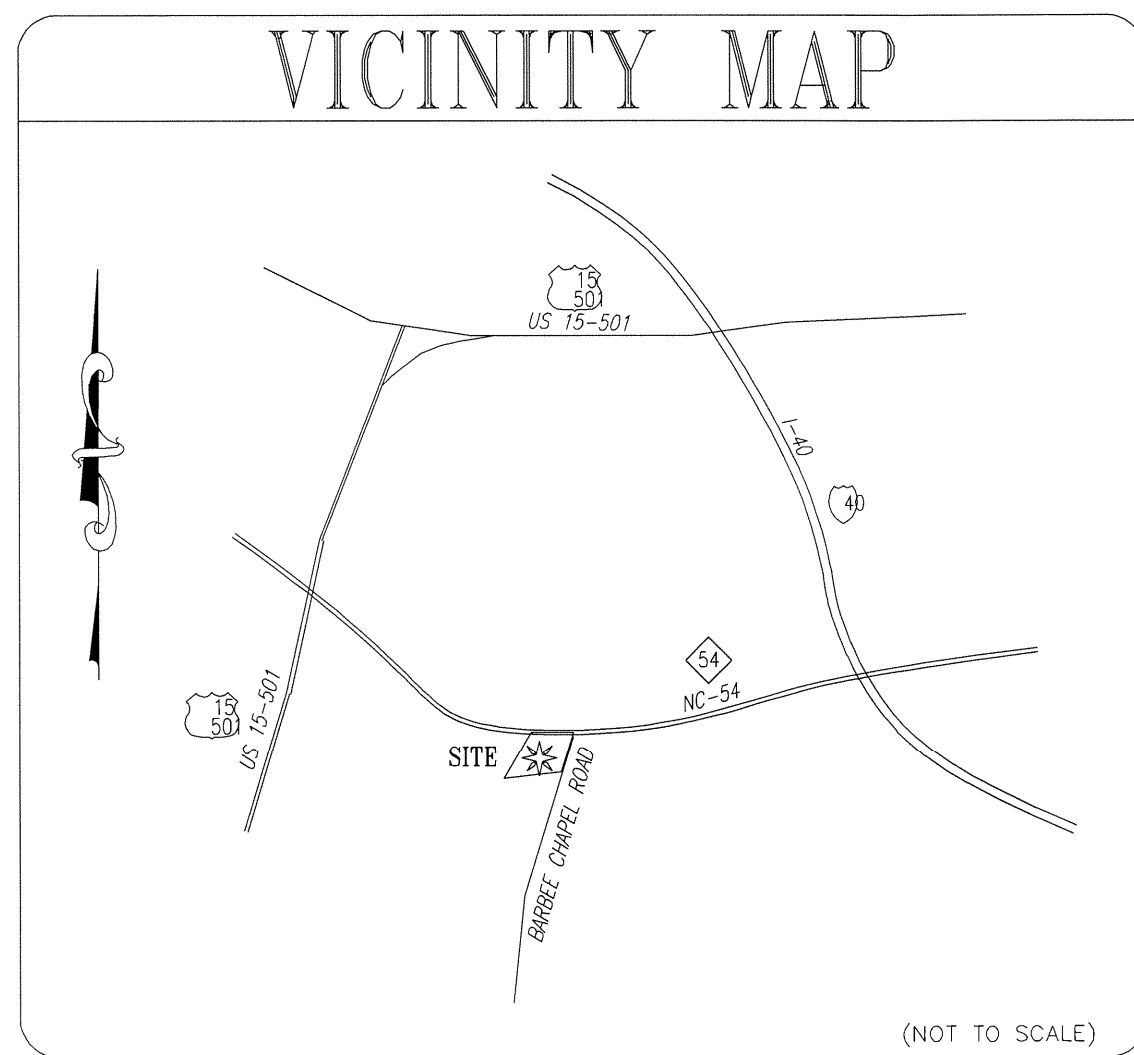 VICINITY MAP
15
501
US 15-501
I-40
40
54
NC-54
15
501
US 15-501
SITE
BARBEE CHAPEL ROAD
(NOT TO SCALE)